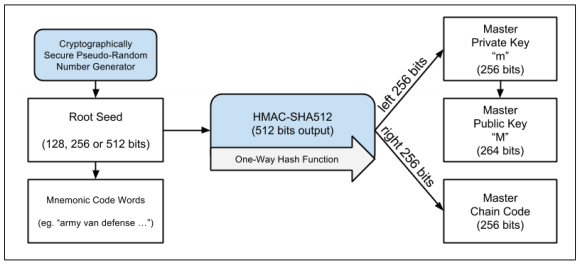 Cryptographically
Secure Pseudo-Random
Number Generator
Root Seed
(128, 256 or 512 bits)
Mnemonic Code Words
(eg. “army van defense ...”)
HMAC-SHA512
(512 bits output)
One-Way Hash Function
left 256 bits
right 256 bits
Master
Private Key
“m”
(256 bits)
Master
Public Key
“M”
(264 bits)
Master
Chain Code
(256 bits)